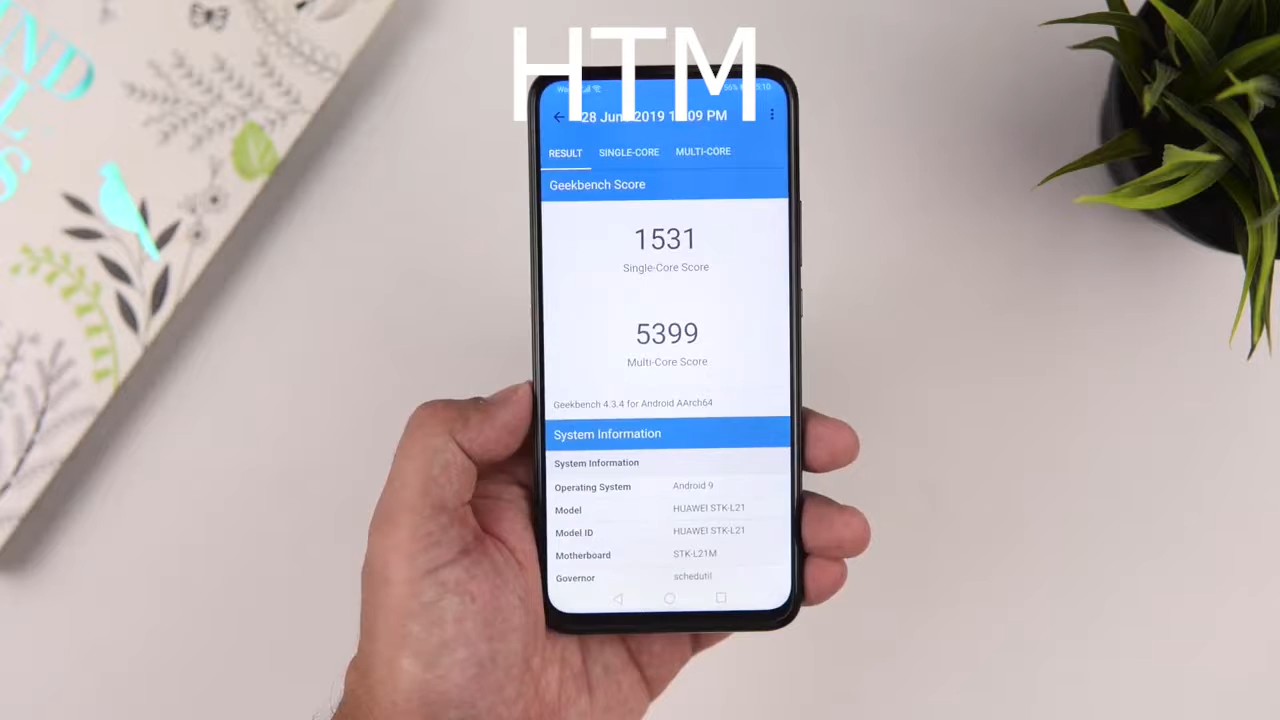 HTM
28 Jun 2019 1 :09 PM
RESULT SINGLE-CORE MULTI-CORE
Geekbench Score
1531
Single-Core Score
5399
Multi-Core Score
Geekbench 4.3.4 for Android AArch64
System Information
System Information
Operating System Android 9
Model HUAWEI STK-L21
Model ID HUAWEI STK-L21
Motherboard STK-L21M
Governor schedutil